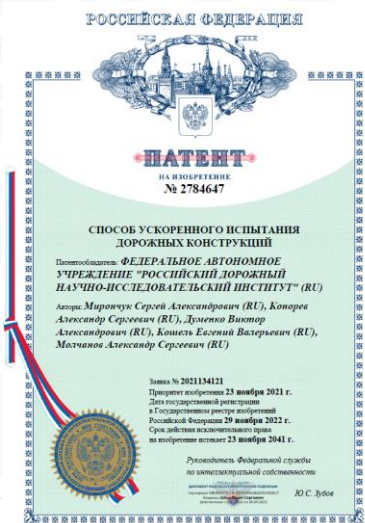 РОССИЙСКАЯ ФЕДЕРАЦИЯ
ПАТЕНТ
НА ИЗОБРЕТЕНИЕ
№ 2784647
СПОСОБ УСКОРЕННОГО ИСПЫТАНИЯ
ДОРОЖНЫХ КОНСТРУКЦИЙ
Патентообладатель: ФЕДЕРАЛЬНОЕ АВТОНОМНОЕ
УЧРЕЖДЕНИЕ "РОССИЙСКИЙ ДОРОЖНЫЙ
НАУЧНО-ИССЛЕДОВАТЕЛЬСКИЙ ИНСТИТУТ" (RU)
Авторы: Мирончук Сергей Александрович (RU), Конорев
Александр Сергеевич (RU), Думенко Виктор
Александрович (RU), Кошель Евгений Валерьевич (RU),
Молчанов Александр Сергеевич (RU)
Заявка № 2021134121
Приоритет изобретения 23 ноября 2021 г.
Дата государственной регистрации
в Государственном реестре изобретений
Российской Федерации 29 ноября 2022 г.
Срок действия исключительного права
на изобретение истекает 23 ноября 2041 г.
Руководитель Федеральной службы
по интеллектуальной собственности
Ю.С. Зубов